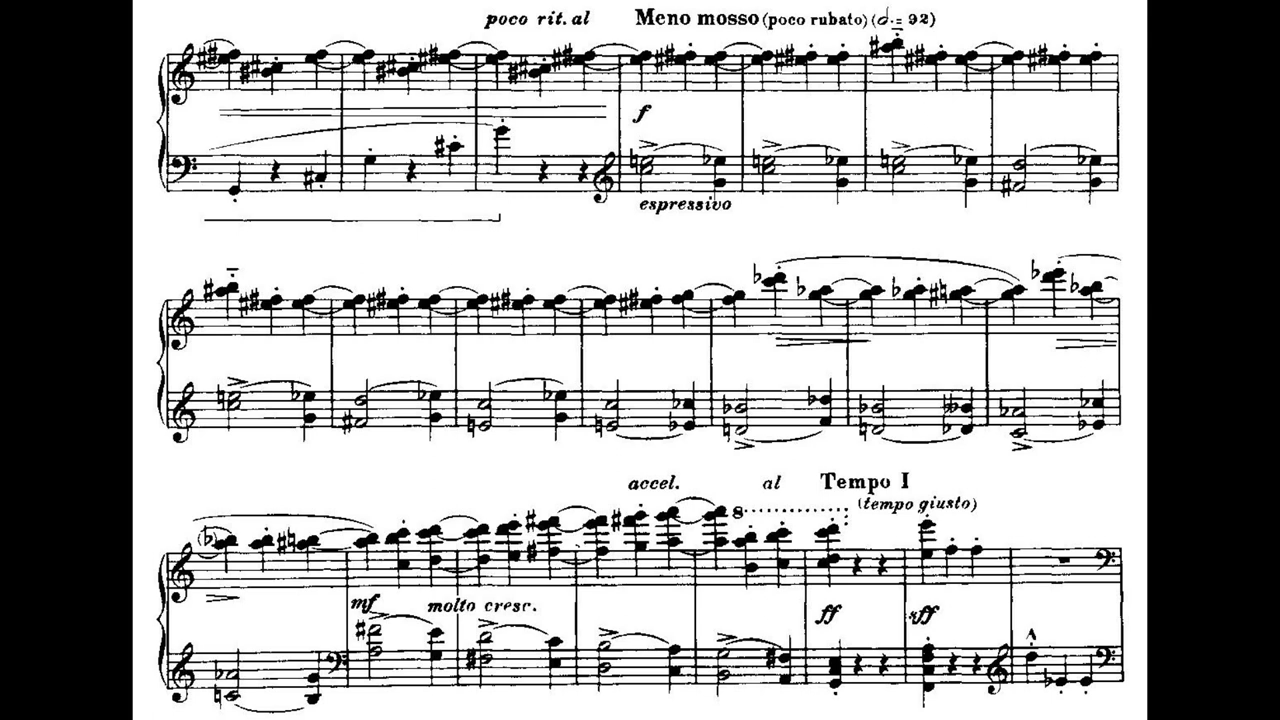 poco rit. al Meno mosso (poco rubato) (𝅗𝅥. = 92)
f
espressivo
accel. al Tempo I
8 (tempo giusto)
mf molto cresc. ff sff